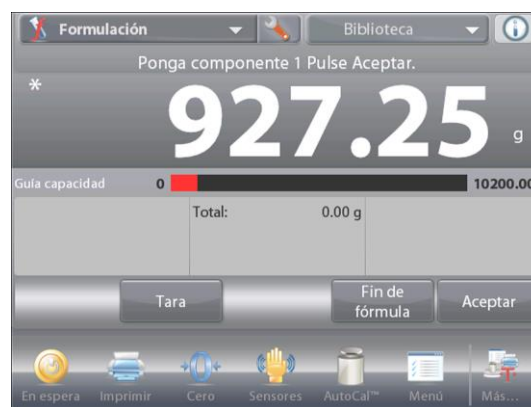 Formulación Biblioteca
Ponga componente 1 Pulse Aceptar.
* 927.25 g
Guía capacidad 0 10200.00
Total: 0.00 g
Tara
Fin de
fórmula
Aceptar
En espera Imprimir Cero Sensores AutoCal™ Menú Más...